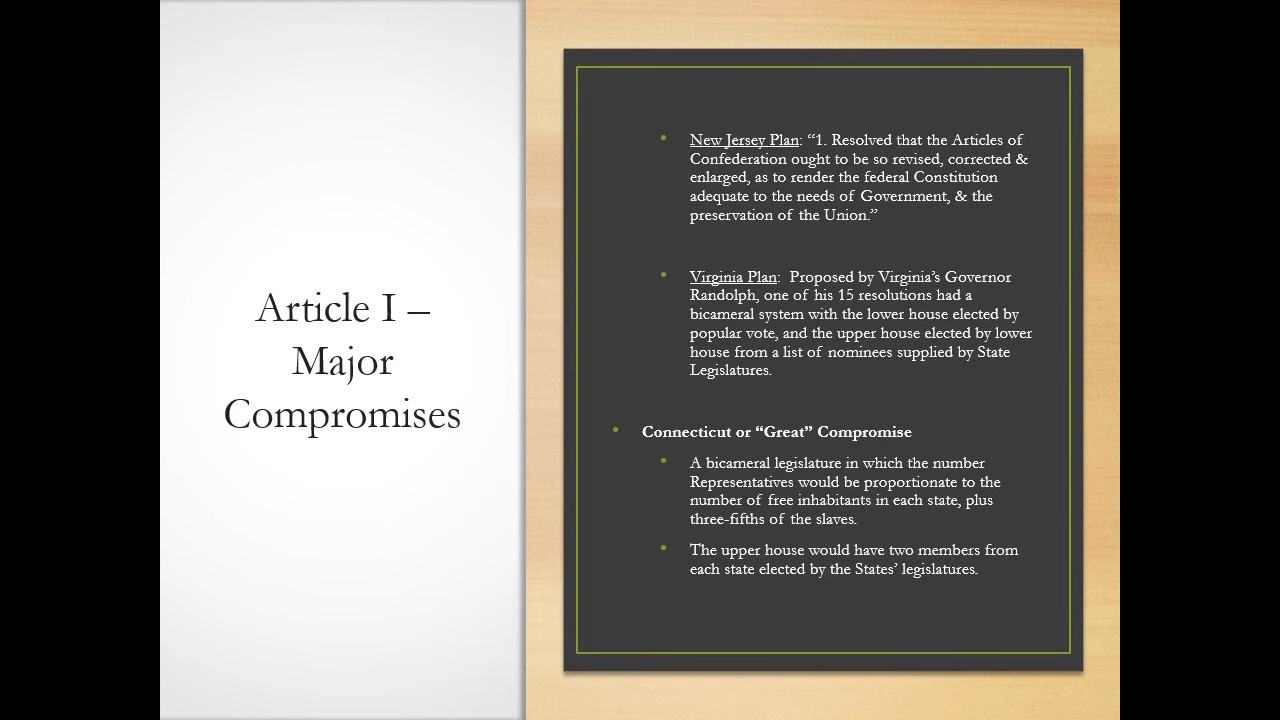 Article I –
Major
Compromises
New Jersey Plan: “1. Resolved that the Articles of
Confederation ought to be so revised, corrected &
enlarged, as to render the federal Constitution
adequate to the needs of Government, & the
preservation of the Union.”
Virginia Plan:  Proposed by Virginia’s Governor
Randolph, one of his 15 resolutions had a
bicameral system with the lower house elected by
popular vote, and the upper house elected by lower
house from a list of nominees supplied by State
Legislatures.
Connecticut or “Great” Compromise
A bicameral legislature in which the number
Representatives would be proportionate to the
number of free inhabitants in each state, plus
three-fifths of the slaves.
The upper house would have two members from
each state elected by the States’ legislatures.